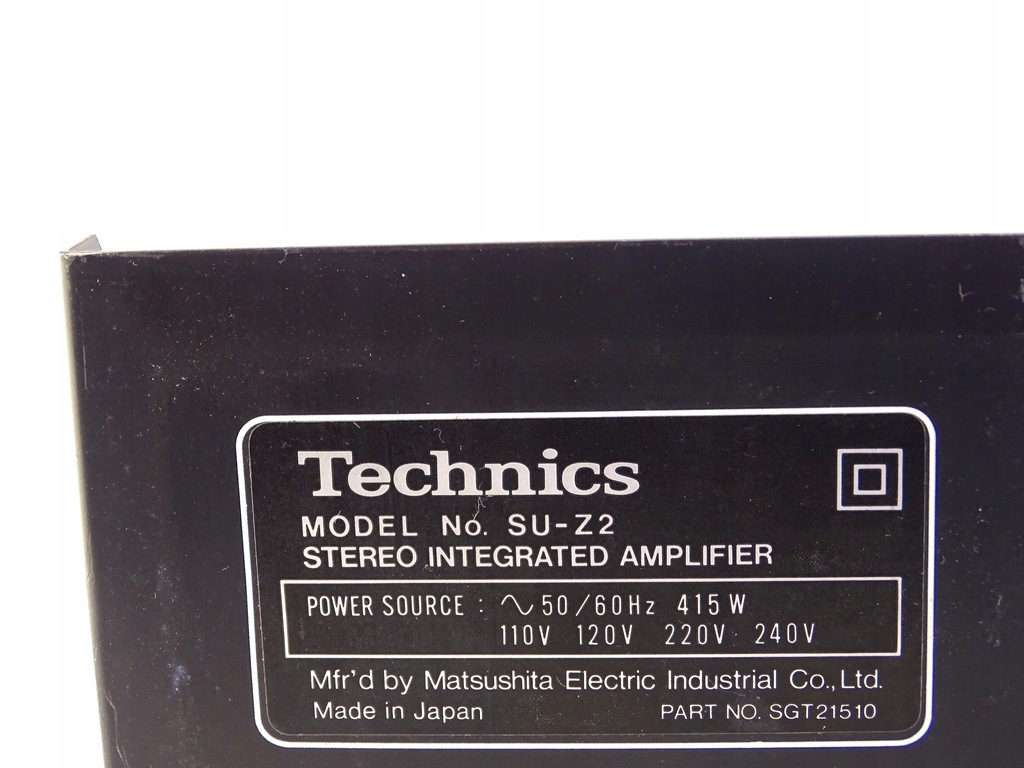 Technics
MODEL No. SU-Z2
STEREO INTEGRATED AMPLIFIER
POWER SOURCE : ∿50/60Hz 415W
110V 120V 220V 240V
Mfr'd by Matsushita Electric Industrial Co., Ltd.
Made in Japan PART NO. SGT21510